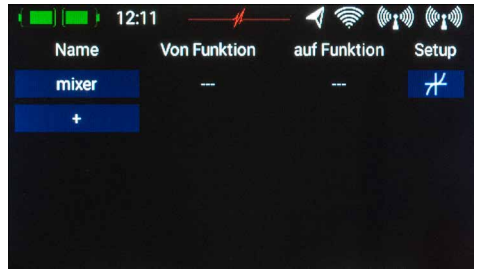 12:11
Name Von Funktion auf Funktion Setup
mixer --- ---
+